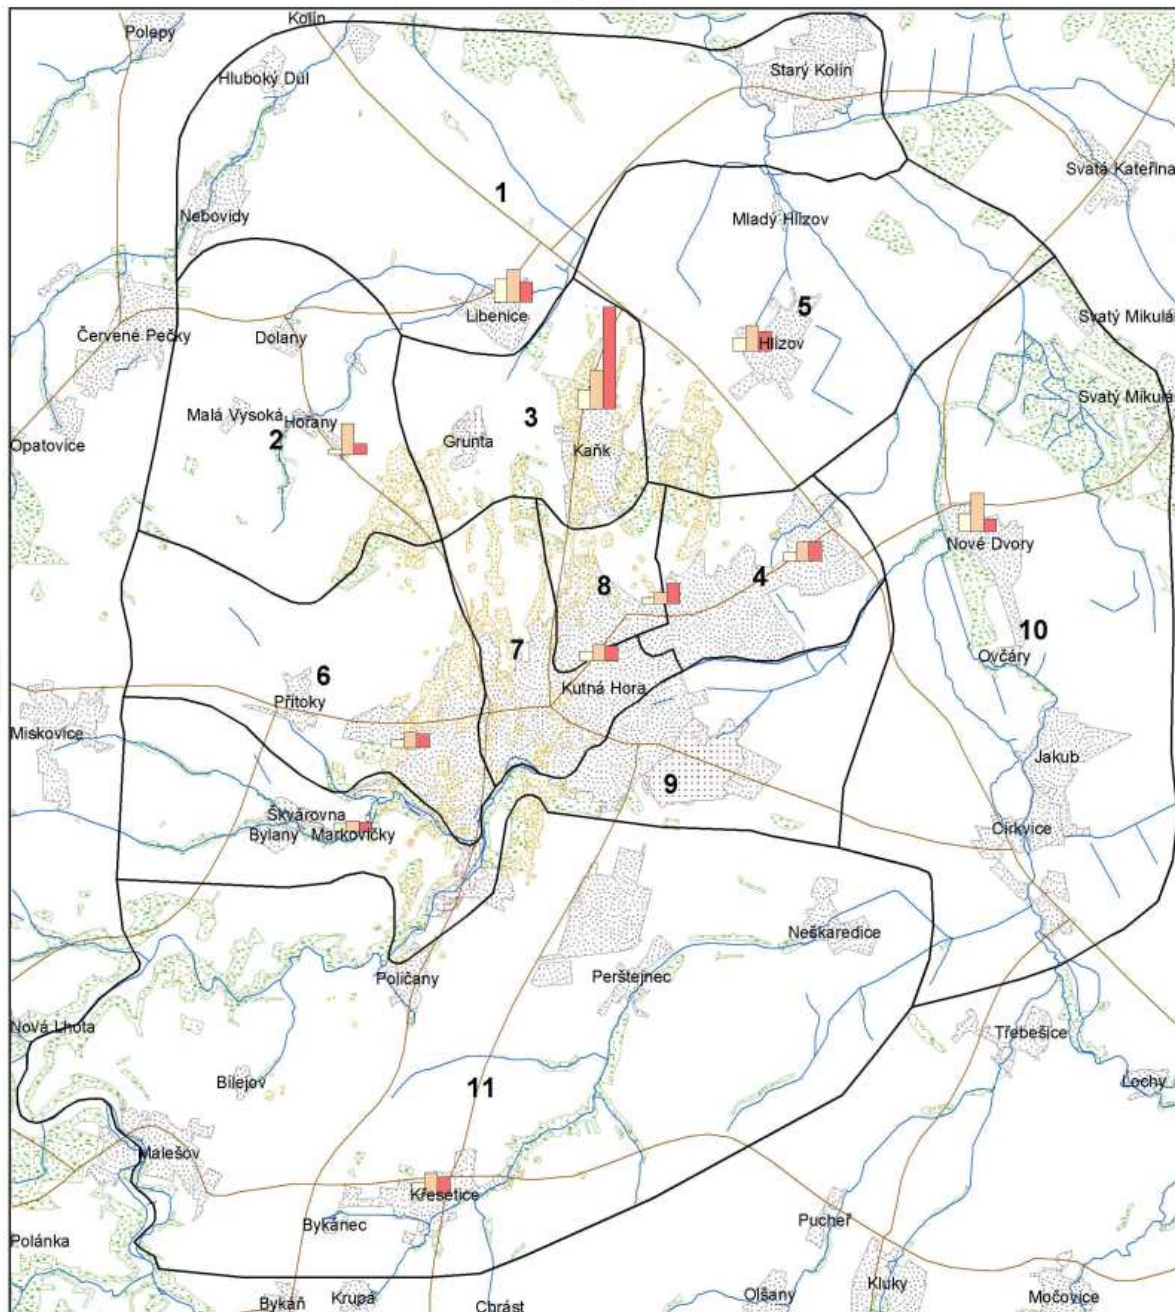 Kolín
Polepy
Hluboký Důl
Starý Kolín
Svatá Kateřina
1
Nebovidy
Mladý Hlízov
Libenice
5
Svatý Mikulá
Červené Pečky
Dolany
Hlízov
Svatý Mikulá
Malá Vysoká
Hořany
3
2
Opatovice
Grunta
Kaňk
Nové Dvory
8
4
10
7
Ovčáry
6
Kutná Hora
Přítoky
Miskovice
Jakub
9
Škvárovna
Bylany
Markovičky
Církvice
Neškaredice
Poličany
Perštejnec
Nová Lhota
Třebešice
Bílejov
11
Lochy
Malešov
Křesetice
Bykánec
Pucheř
Polánka
Kluky
Olšany
Močovice
Bykáň
Krupá
Chrást